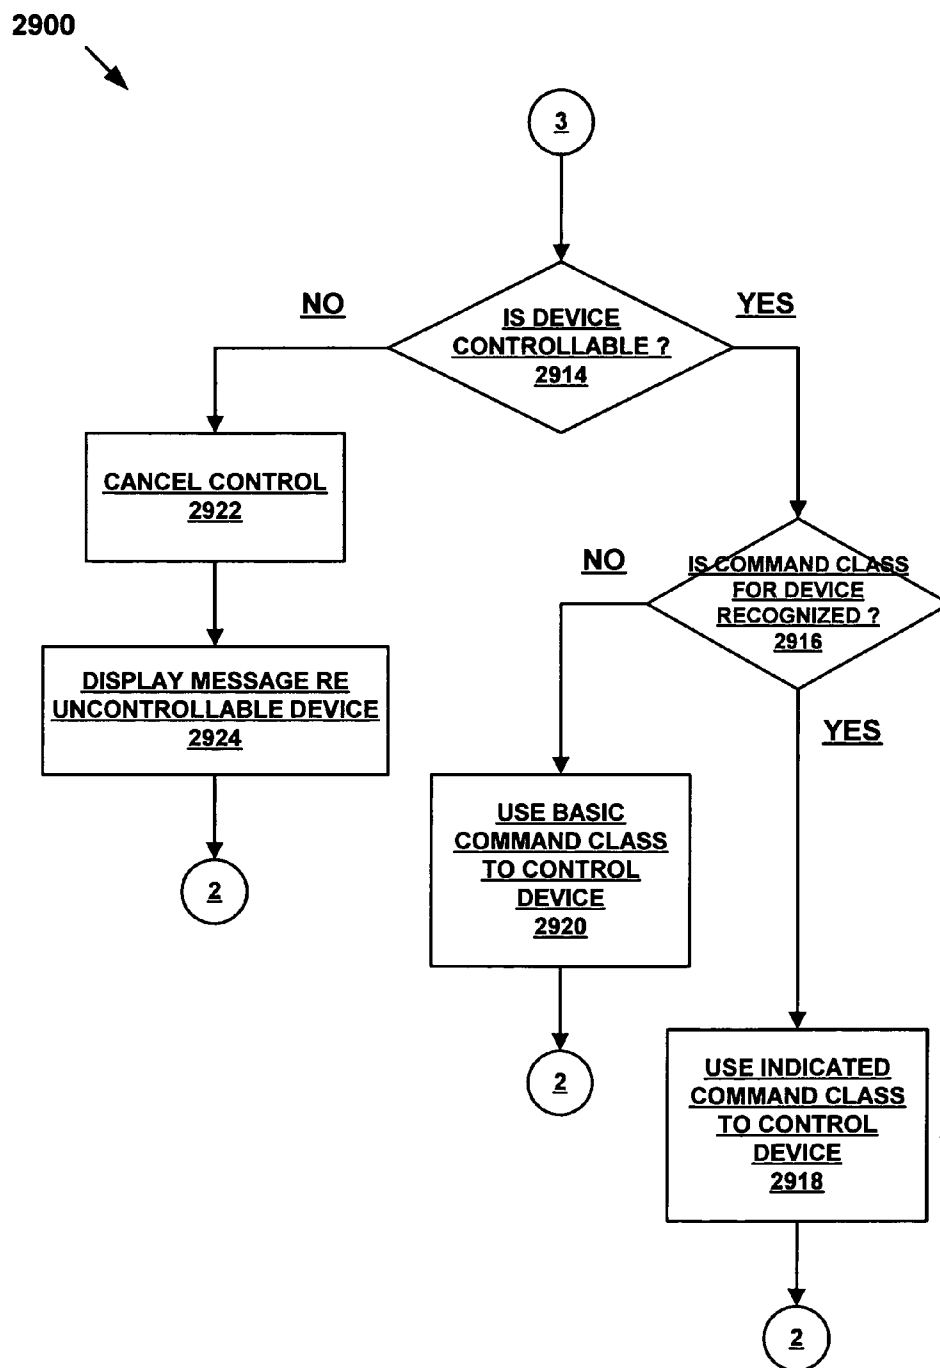 2900
3
NO
YES
IS DEVICE
CONTROLLABLE ?
2914
CANCEL CONTROL
2922
NO
IS COMMAND CLASS
FOR DEVICE
RECOGNIZED ?
2916
DISPLAY MESSAGE RE
UNCONTROLLABLE DEVICE
2924
YES
USE BASIC
COMMAND CLASS
TO CONTROL
DEVICE
2920
2
2
USE INDICATED
COMMAND CLASS
TO CONTROL
DEVICE
2918
2